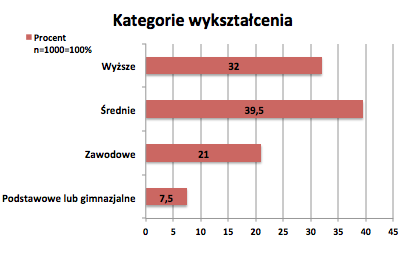 Kategorie wykształcenia
Procent
n=1000=100%
Wyższe
32
Średnie
39,5
Zawodowe
21
Podstawowe lub gimnazjalne
7,5
0 5 10 15 20 25 30 35 40 45